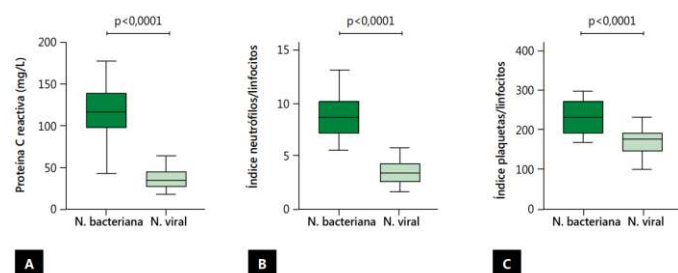 p<0,0001
Proteína C reactiva (mg/L)
200
150
100
50
0
N. bacteriana N. viral
A
p<0,0001
Índice neutrófilos/linfocitos
15
10
5
0
N. bacteriana N. viral
B
p<0,0001
Índice plaquetas/linfocitos
400
300
200
100
0
N. bacteriana N. viral
C